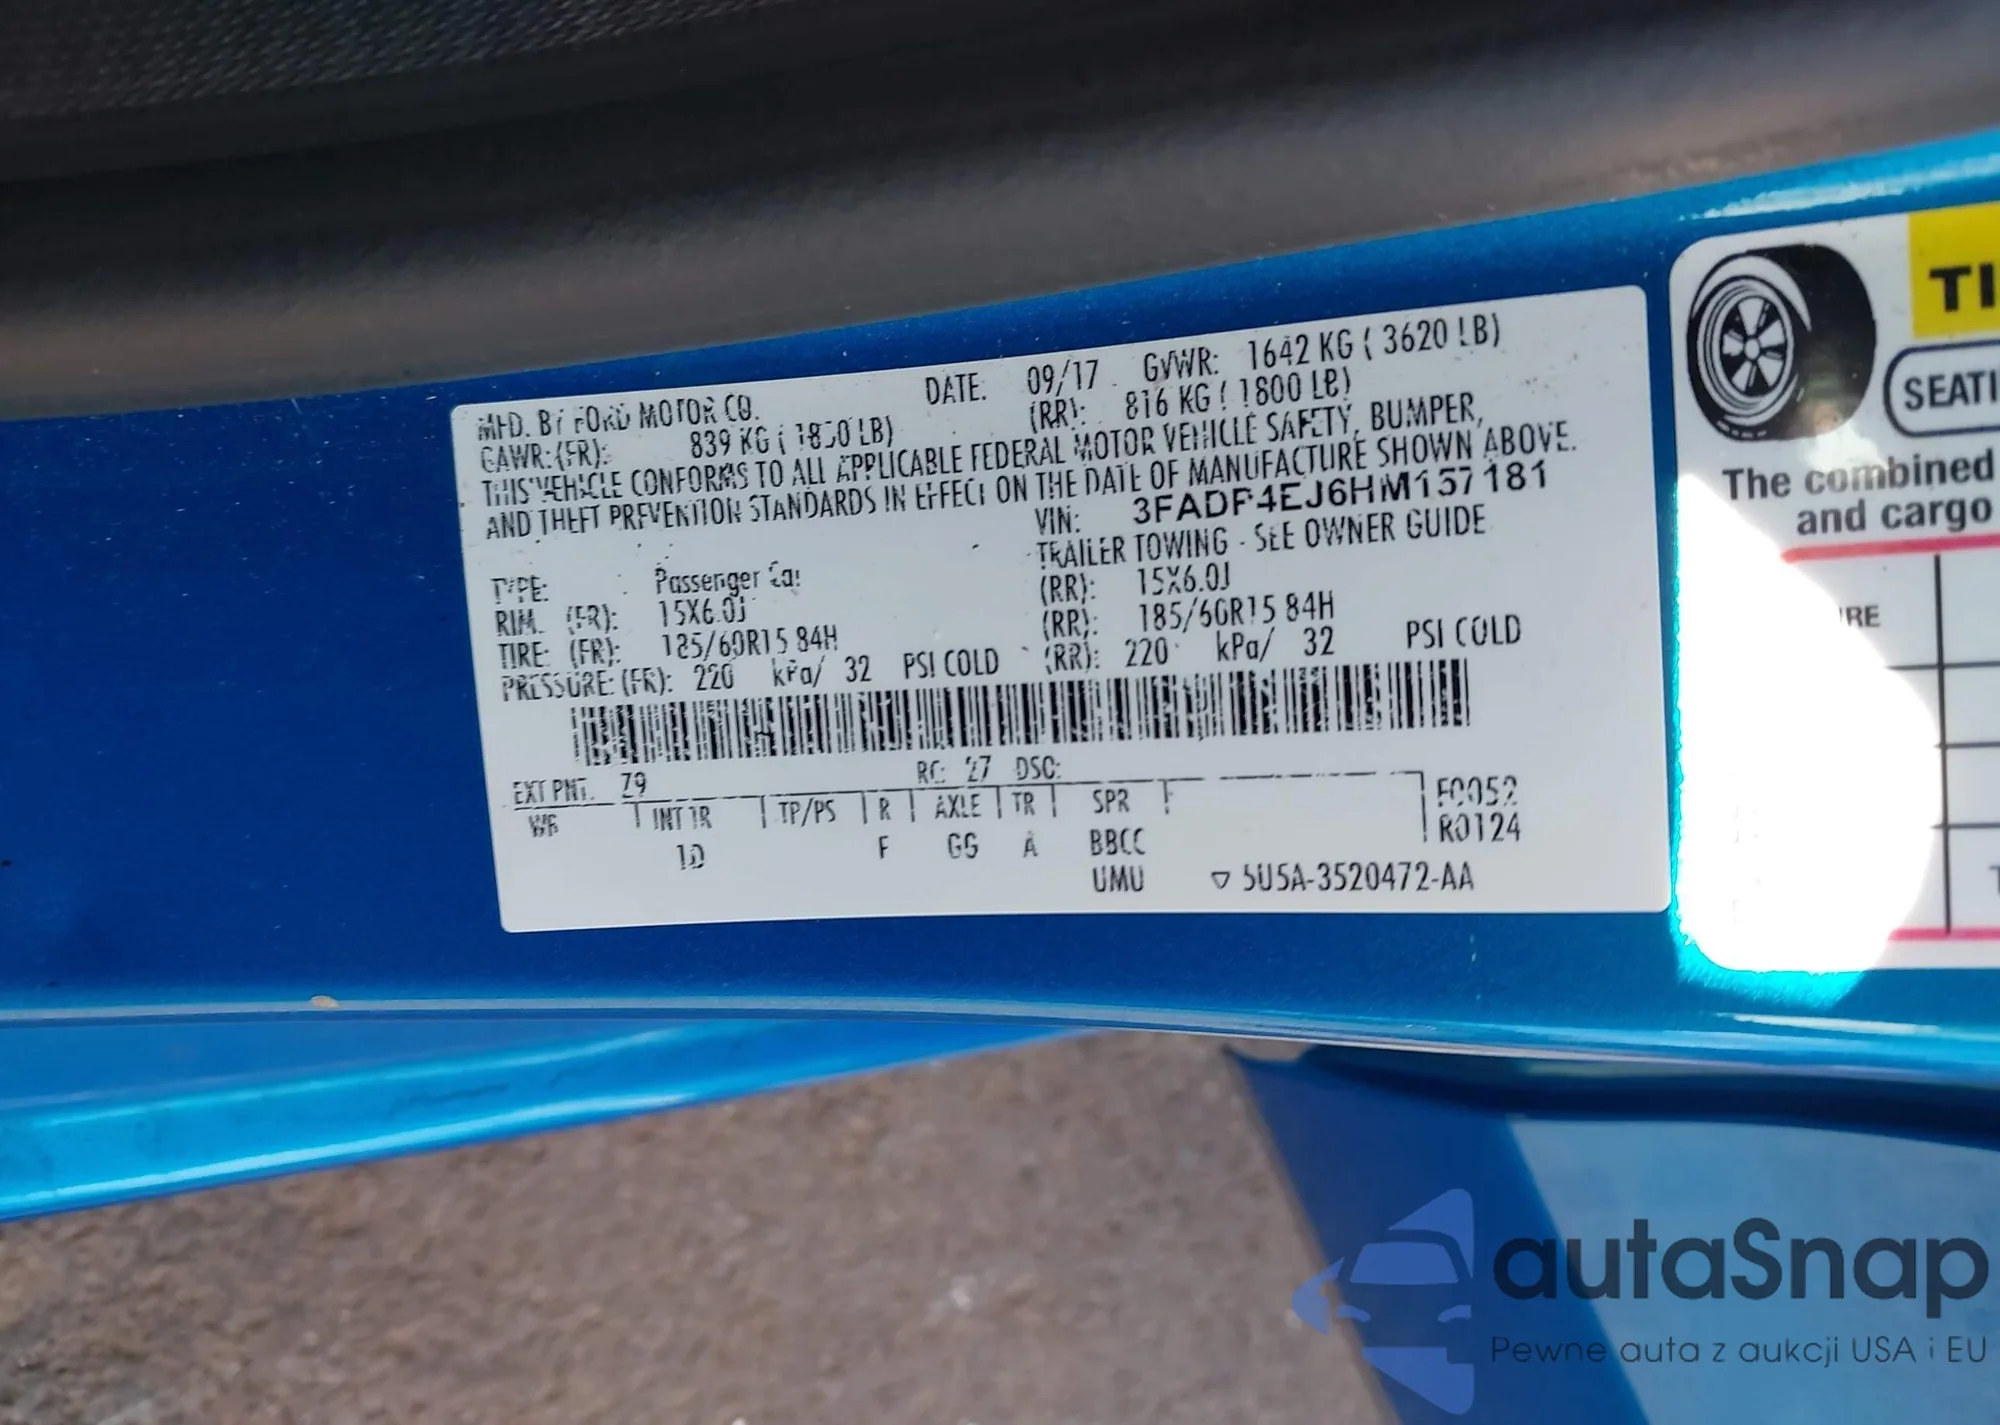 MFD. BY FORD MOTOR CO. DATE: 09/17 GVWR: 1642 KG ( 3620 LB)
GAWR: (FR): 839 KG ( 1850 LB) (RR): 816 KG ( 1800 LB)
THIS VEHICLE CONFORMS TO ALL APPLICABLE FEDERAL MOTOR VEHICLE SAFETY, BUMPER,
AND THEFT PREVENTION STANDARDS IN EFFECT ON THE DATE OF MANUFACTURE SHOWN ABOVE.
VIN: 3FADP4EJ6HM157181
TRAILER TOWING - SEE OWNER GUIDE
TYPE: Passenger Car
RIM: (FR): 15X6.0J (RR): 15X6.0J
TIRE: (FR): 185/60R15 84H (RR): 185/60R15 84H
PRESSURE: (FR): 220 kPa/ 32 PSI COLD (RR): 220 kPa/ 32 PSI COLD
EXT PNT: Z9 RC: 27 DSO:
WB INT TR TP/PS R AXLE TR SPR F0052
R0124
F GG A BBCC
UMU ▽ 5U5A-3520472-AA
TI
SEATI
The combined
and cargo
autaSnap
Pewne auta z aukcji USA i EU